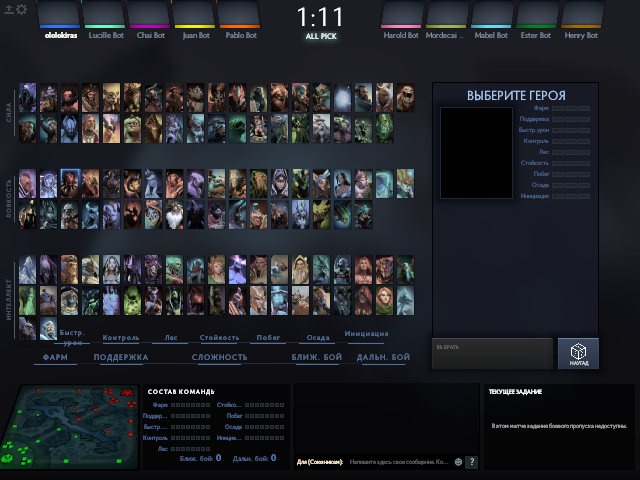 1:11
ALL PICK
ololokiras
Lucille Bot
Chai Bot
Juan Bot
Pablo Bot
Harold Bot
Mordecai ..
Mabel Bot
Ester Bot
Henry Bot
СИЛА
ЛОВКОСТЬ
ИНТЕЛЛЕКТ
ВЫБЕРИТЕ ГЕРОЯ
Фарм
Поддержка
Быстр. урон
Контроль
Лес
Стойкость
Побег
Осада
Инициация
Быстр. урон
Контроль
Лес
Стойкость
Побег
Осада
Инициация
ФАРМ
ПОДДЕРЖКА
СЛОЖНОСТЬ
БЛИЖ. БОЙ
ДАЛЬН. БОЙ
ВЫБРАТЬ
НАУГАД
СОСТАВ КОМАНДЫ
Фарм
Стойко...
Поддер...
Побег
Быстр....
Осада
Контроль
Инициа...
Лес
Ближ. бой: 0
Дальн. бой: 0
Для (Союзникам):
Напишите здесь свое сообщение. Ко...
?
ТЕКУЩЕЕ ЗАДАНИЕ
В этом матче задания боевого пропуска недоступны.